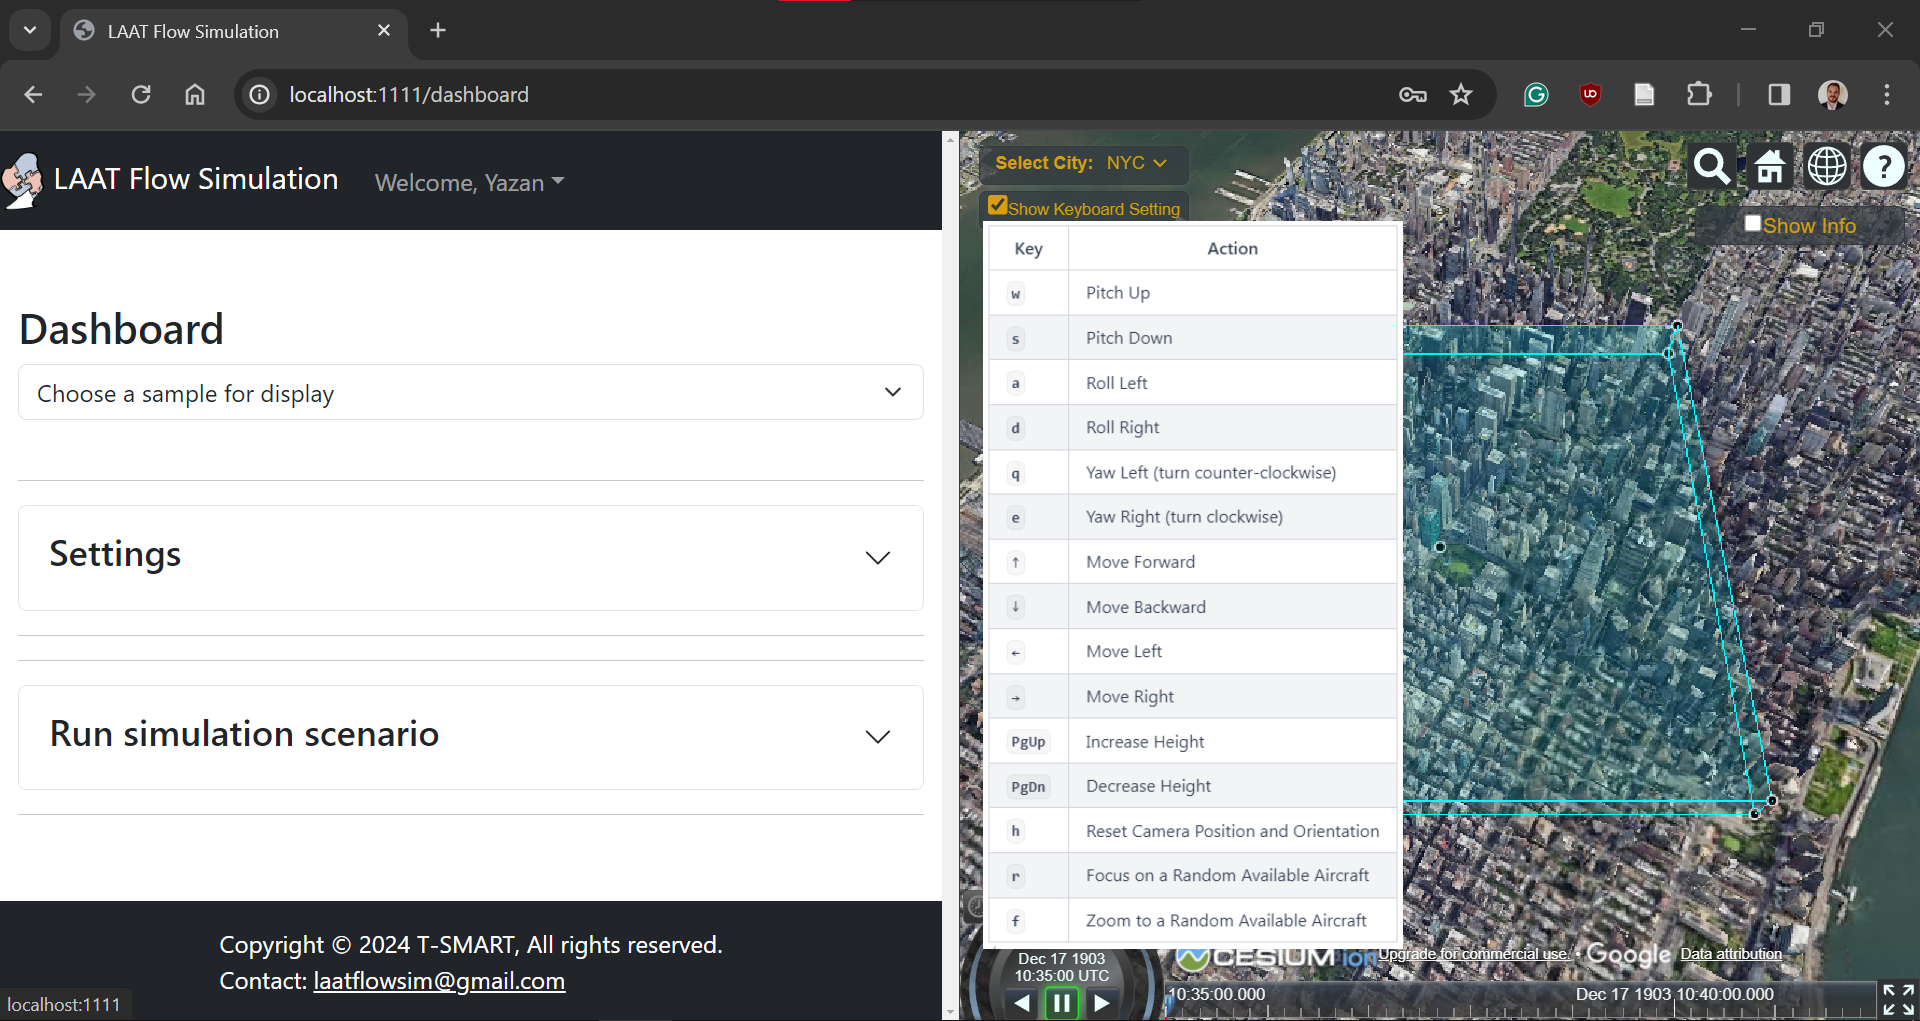 LAAT Flow Simulation
localhost:1111/dashboard
LAAT Flow Simulation
Welcome, Yazan
Dashboard
Choose a sample for display
Settings
Run simulation scenario
Copyright © 2024 T-SMART, All rights reserved.
Contact: laatflowsim@gmail.com
localhost:1111
Select City: NYC
Show Keyboard Setting
Show Info
Key Action
w Pitch Up
s Pitch Down
a Roll Left
d Roll Right
q Yaw Left (turn counter-clockwise)
e Yaw Right (turn clockwise)
↑ Move Forward
↓ Move Backward
← Move Left
→ Move Right
PgUp Increase Height
PgDn Decrease Height
h Reset Camera Position and Orientation
r Focus on a Random Available Aircraft
f Zoom to a Random Available Aircraft
CESIUM ion Upgrade for commercial use. • Google Data attribution
Dec 17 1903
10:35:00 UTC
10:35:00.000 Dec 17 1903 10:40:00.000